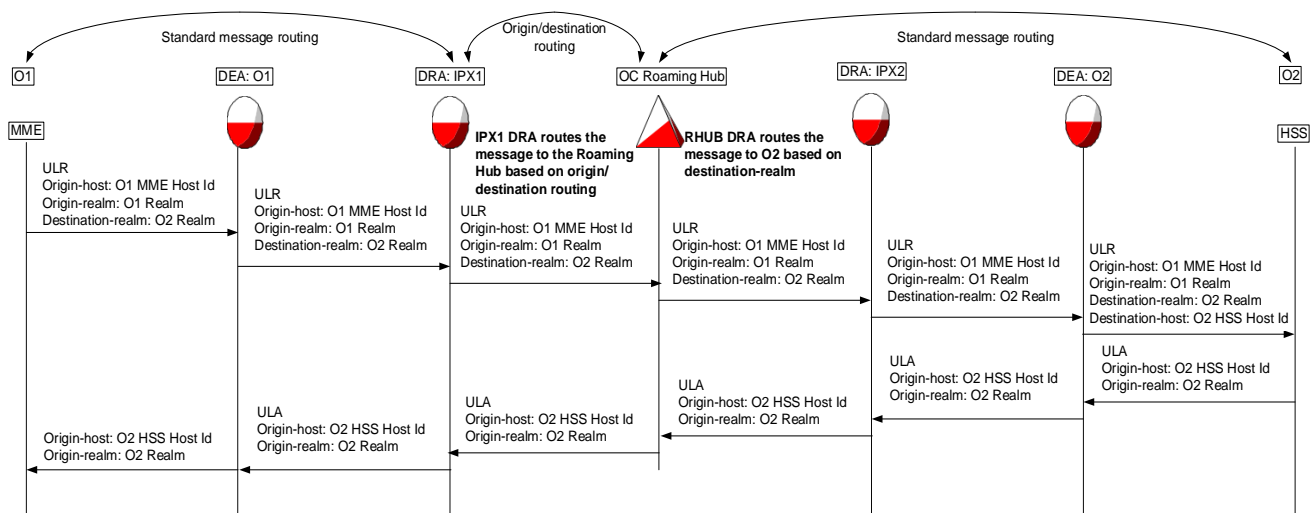 Standard message routing
Origin/destination
routing
Standard message routing
O1
DEA: O1
DRA: IPX1
OC Roaming Hub
DRA: IPX2
DEA: O2
O2
MME
HSS
IPX1 DRA routes the
message to the Roaming
Hub based on origin/
destination routing
RHUB DRA routes the
message to O2 based on
destination-realm
ULR
Origin-host: O1 MME Host Id
Origin-realm: O1 Realm
Destination-realm: O2 Realm
ULR
Origin-host: O1 MME Host Id
Origin-realm: O1 Realm
Destination-realm: O2 Realm
ULR
Origin-host: O1 MME Host Id
Origin-realm: O1 Realm
Destination-realm: O2 Realm
ULR
Origin-host: O1 MME Host Id
Origin-realm: O1 Realm
Destination-realm: O2 Realm
ULR
Origin-host: O1 MME Host Id
Origin-realm: O1 Realm
Destination-realm: O2 Realm
ULR
Origin-host: O1 MME Host Id
Origin-realm: O1 Realm
Destination-realm: O2 Realm
Destination-host: O2 HSS Host Id
ULA
Origin-host: O2 HSS Host Id
Origin-realm: O2 Realm
ULA
Origin-host: O2 HSS Host Id
Origin-realm: O2 Realm
ULA
Origin-host: O2 HSS Host Id
Origin-realm: O2 Realm
ULA
Origin-host: O2 HSS Host Id
Origin-realm: O2 Realm
ULA
Origin-host: O2 HSS Host Id
Origin-realm: O2 Realm
Origin-host: O2 HSS Host Id
Origin-realm: O2 Realm